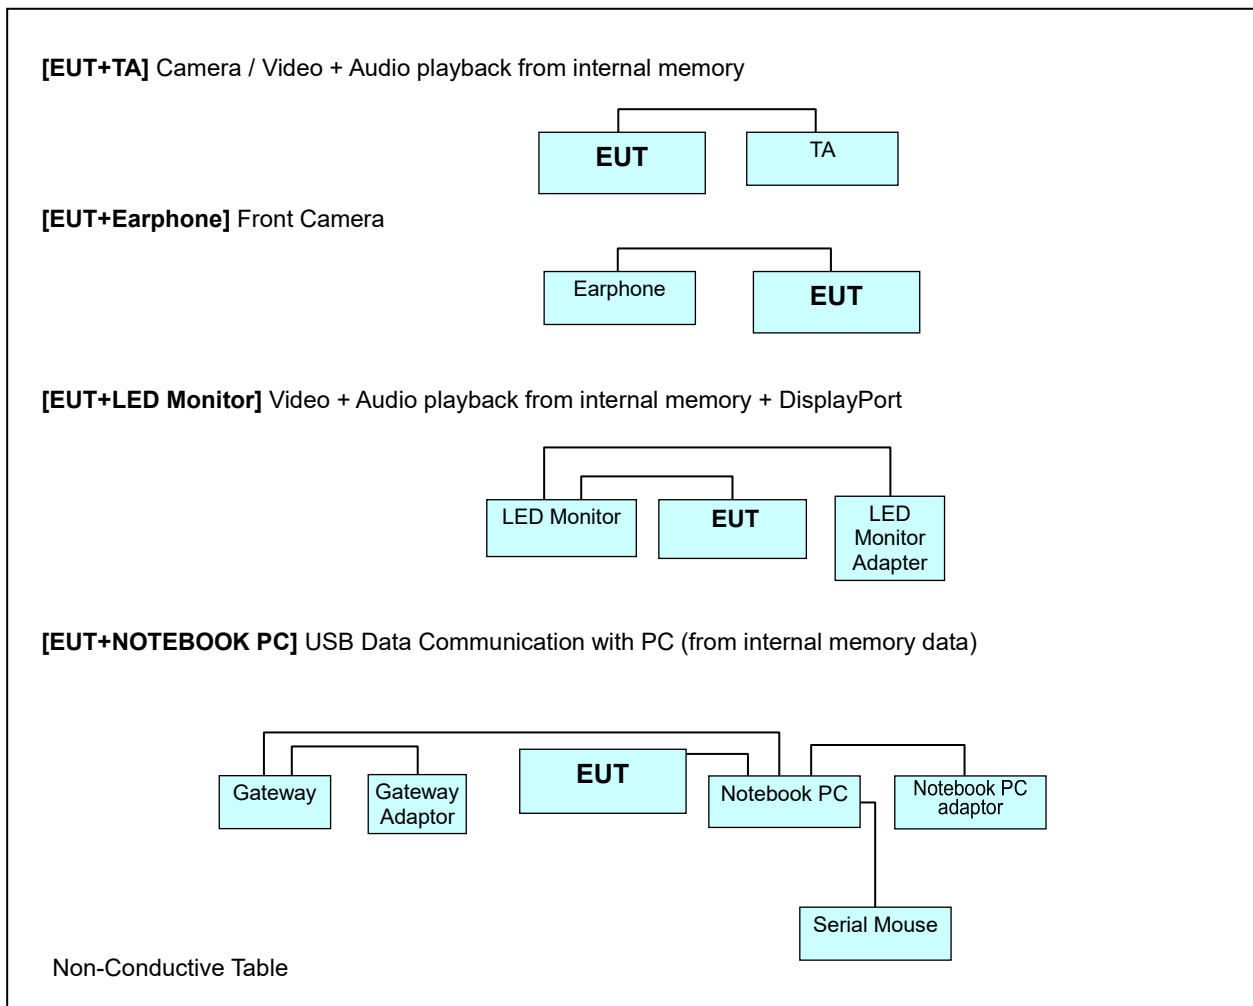 [EUT+TA] Camera / Video + Audio playback from internal memory
EUT
TA
[EUT+Earphone] Front Camera
Earphone
EUT
[EUT+LED Monitor] Video + Audio playback from internal memory + DisplayPort
LED Monitor
EUT
LED
Monitor
Adapter
[EUT+NOTEBOOK PC] USB Data Communication with PC (from internal memory data)
Gateway
Gateway
Adaptor
EUT
Notebook PC
Notebook PC
adaptor
Serial Mouse
Non-Conductive Table